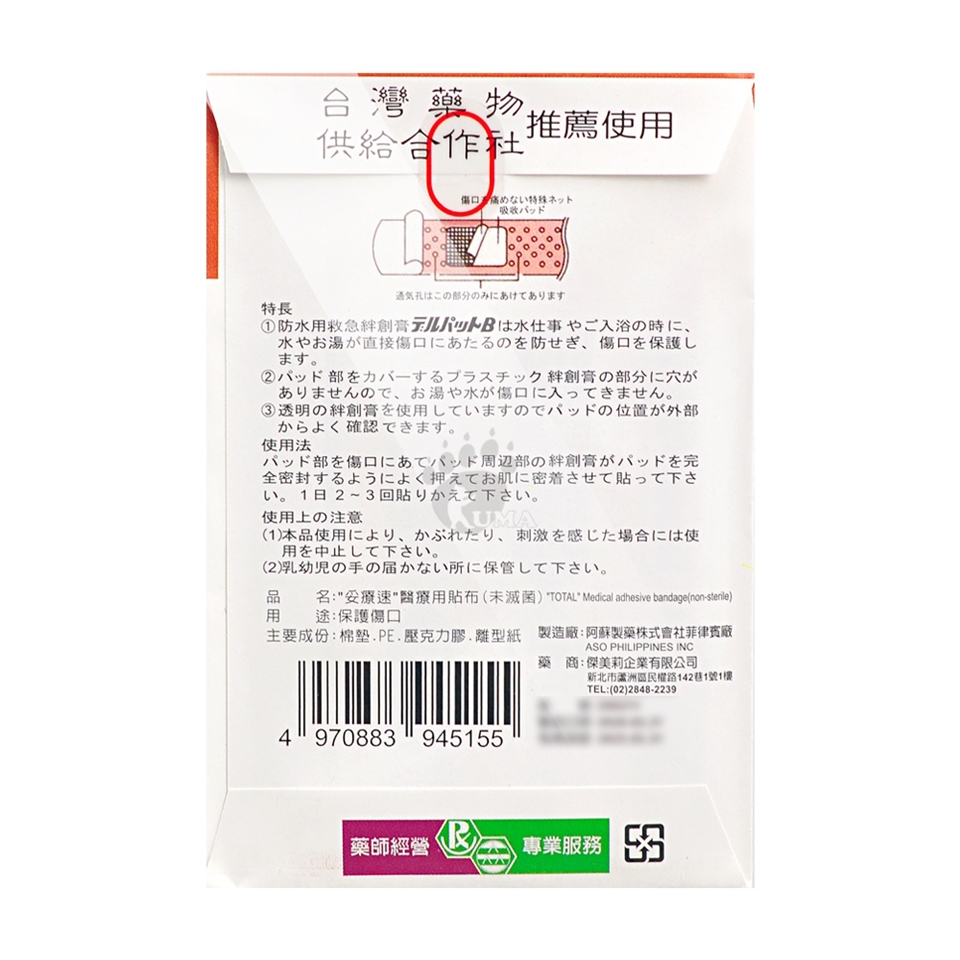 台灣藥物
供給合作社推薦使用
傷口を痛めない特殊ネット
吸収パッド
通気孔はこの部分のみにあけてあります
特長
①防水用救急絆創膏デルパットBは水仕事やご入浴の時に、
水やお湯が直接傷口にあたるのを防せぎ、傷口を保護し
ます。
②パッド部をカバーするプラスチック絆創膏の部分に穴が
ありませんので、お湯や水が傷口に入ってきません。
③透明の絆創膏を使用していますのでパッドの位置が外部
からよく確認できます。
使用法
パッド部を傷口にあてパッド周辺部の絆創膏がパッドを完
全密封するようによく押えてお肌に密着させて貼って下さ
い。1日2~3回貼りかえて下さい。
使用上の注意
(1)本品使用により、かぶれたり、刺激を感じた場合には使
用を中止して下さい。
(2)乳幼児の手の届かない所に保管して下さい。
品 名:"妥療速"醫療用貼布(未滅菌) "TOTAL" Medical adhesive bandage(non-sterile)
用 途:保護傷口
主要成份:棉墊.PE.壓克力膠.離型紙
製造廠:阿蘇製藥株式會社菲律賓廠
ASO PHILIPPINES INC
藥 商:傑美莉企業有限公司
新北市蘆洲區民權路142巷1號1樓
TEL:(02)2848-2239
4 970883 945155
藥師經營 Rx 專業服務
KUMA